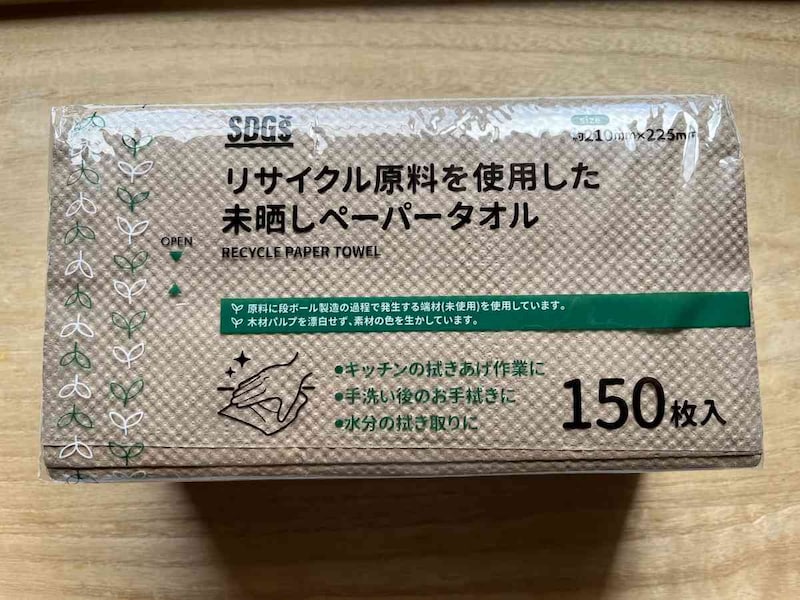 SDGs
size
約210mm×225mm
リサイクル原料を使用した
未晒しペーパータオル
OPEN
RECYCLE PAPER TOWEL
原料に段ボール製造の過程で発生する端材(未使用)を使用しています。
木材パルプを漂白せず、素材の色を生かしています。
●キッチンの拭きあげ作業に
●手洗い後のお手拭きに
●水分の拭き取りに
150枚入